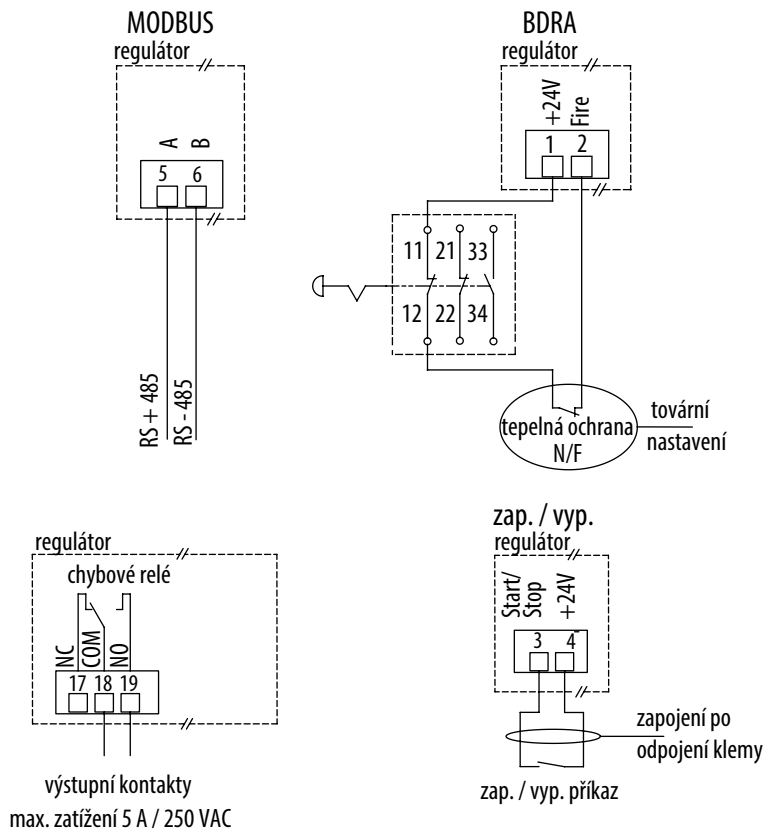 MODBUS
regulátor
A
B
5 6
RS + 485
RS - 485
BDRA
regulátor
+24V
Fire
1 2
11 21 33
12 22 34
tepelná ochrana
N/F
tovární
nastavení
regulátor
chybové relé
NC
COM
NO
17 18 19
výstupní kontakty
max. zatížení 5 A / 250 VAC
zap. / vyp.
regulátor
Start/
Stop
+24V
3 4
zapojení po
odpojení klemy
zap. / vyp. příkaz